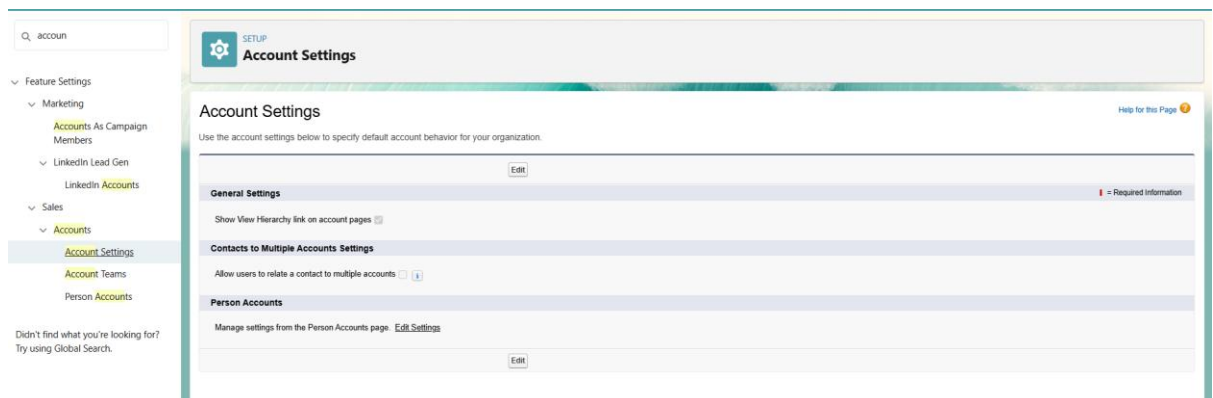 accoun
Feature Settings
Marketing
Accounts As Campaign
Members
LinkedIn Lead Gen
LinkedIn Accounts
Sales
Accounts
Account Settings
Account Teams
Person Accounts
Didn't find what you're looking for?
Try using Global Search.
SETUP
Account Settings
Account Settings
Help for this Page ?
Use the account settings below to specify default account behavior for your organization.
Edit
General Settings
= Required Information
Show View Hierarchy link on account pages
Contacts to Multiple Accounts Settings
Allow users to relate a contact to multiple accounts i
Person Accounts
Manage settings from the Person Accounts page. Edit Settings
Edit